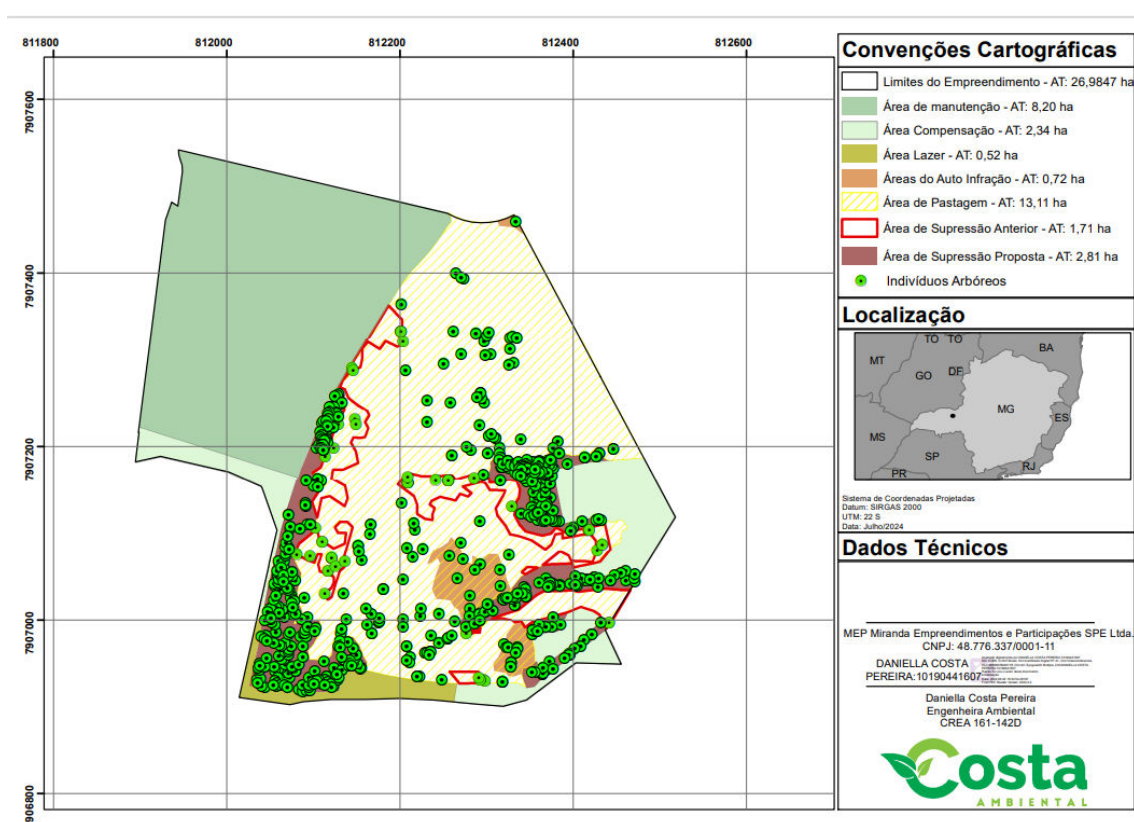 811800
812000
812200
812400
812600
7907600
7907400
7907200
7907000
906800
Convenções Cartográficas
Limites do Empreendimento - AT: 26,9847 ha
Área de manutenção - AT: 8,20 ha
Área Compensação - AT: 2,34 ha
Área Lazer - AT: 0,52 ha
Áreas do Auto Infração - AT: 0,72 ha
Área de Pastagem - AT: 13,11 ha
Área de Supressão Anterior - AT: 1,71 ha
Área de Supressão Proposta - AT: 2,81 ha
Indivíduos Arbóreos
Localização
TO TO
BA
MT
GO DF
MG
ES
MS
SP
RJ
PR
Sistema de Coordenadas Projetadas
Datum: SIRGAS 2000
UTM: 22 S
Data: Julho/2024
Dados Técnicos
MEP Miranda Empreendimentos e Participações SPE Ltda.
CNPJ: 48.776.337/0001-11
DANIELLA COSTA
PEREIRA:10190441607
Daniella Costa Pereira
Engenheira Ambiental
CREA 161-142D
Costa
AMBIENTAL